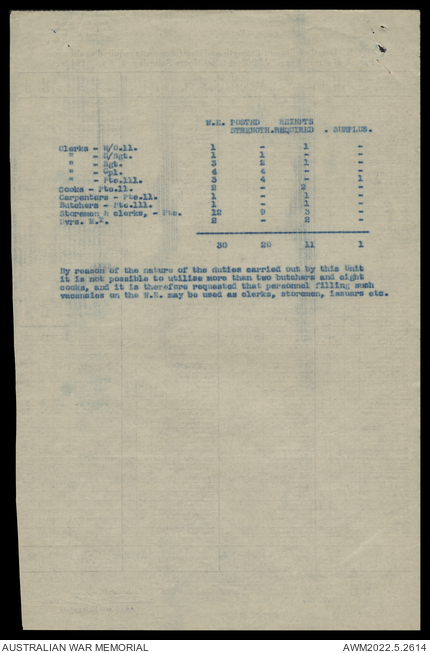 W.E. POSTED REINFTS
STRENGTH. REQUIRED . SURPLUS.
Clerks - W/O.11. 1 - 1 -
" - S/Sgt. 1 1 - -
" - Sgt. 3 2 1 -
" - Cpl. 4 4 - -
" - Pte.111. 3 4 - 1
Cooks - Pte.11. 2 - 2 -
Carpenters - Pte.11. 1 - 1 -
Butchers - Pte.111. 1 - 1 -
Storemen & clerks, - Pte. 12 9 3 -
Dvrs. M.T. 2 - 2 -
30 20 11 1
By reason of the nature of the duties carried out by this Unit
it is not possible to utilise more than two butchers and eight
cooks, and it is therefore requested that personnel filling such
vacancies on the W.E. may be used as clerks, storemen, issuers etc.
AUSTRALIAN WAR MEMORIAL AWM2022.5.2614